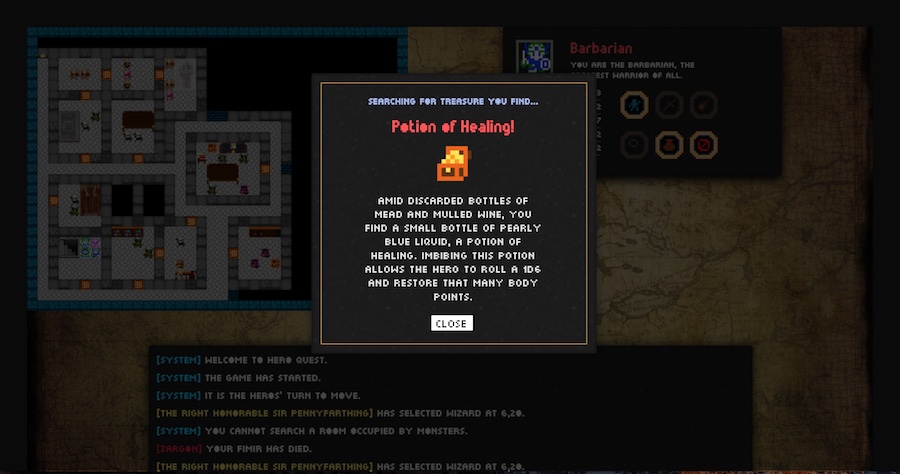 Barbarian
YOU ARE THE BARBARIAN, THE
WARRIOR OF ALL.
SEARCHING FOR TREASURE YOU FIND...
Potion of Healing!
AMID DISCARDED BOTTLES OF
MEAD AND MULLED WINE, YOU
FIND A SMALL BOTTLE OF PEARLY
BLUE LIQUID, A POTION OF
HEALING. IMBIBING THIS POTION
ALLOWS THE HERO TO ROLL A 1D6
AND RESTORE THAT MANY BODY
POINTS.
CLOSE
[SYSTEM] WELCOME TO HERO QUEST.
[SYSTEM] THE GAME HAS STARTED.
[SYSTEM] IT IS THE HEROS' TURN TO MOVE.
[THE RIGHT HONORABLE SIR PENNYFARTHING] HAS SELECTED WIZARD AT 6,20.
[SYSTEM] YOU CANNOT SEARCH A ROOM OCCUPIED BY MONSTERS.
[ZARGON] YOUR FIMIR HAS DIED.
[THE RIGHT HONORABLE SIR PENNYFARTHING] HAS SELECTED WIZARD AT 6,20.